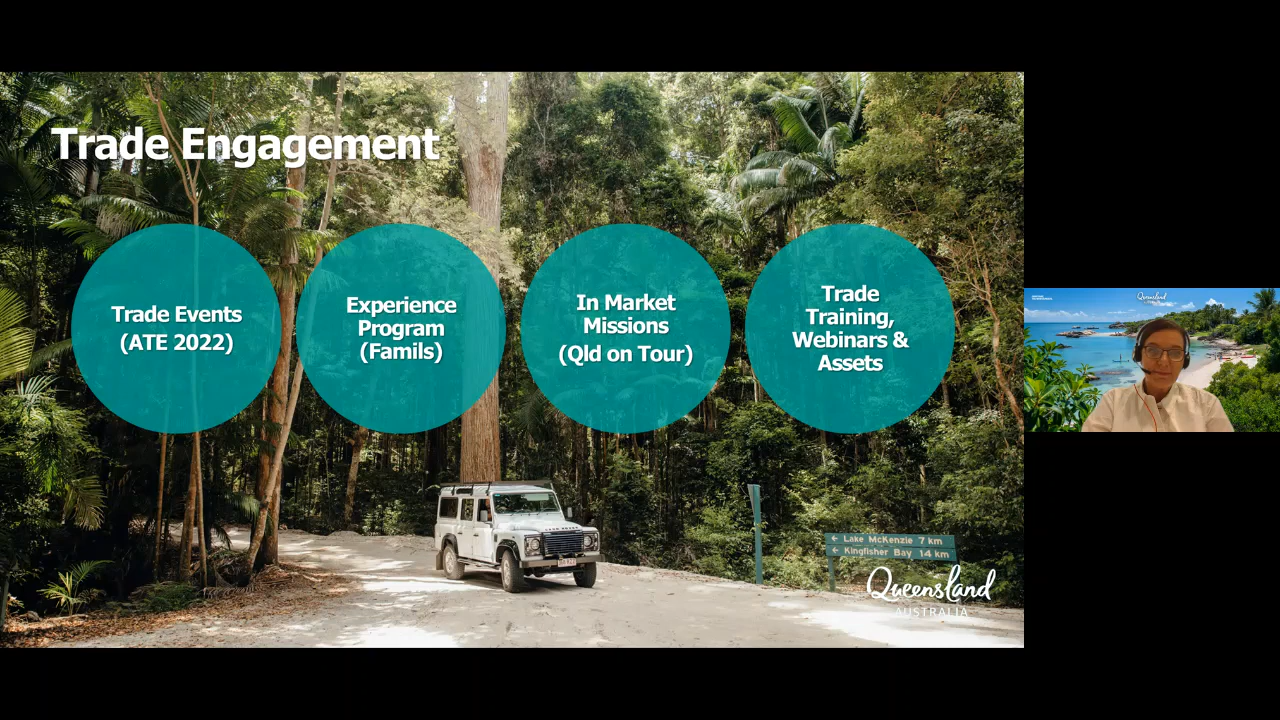 Trade Engagement
Trade Events
(ATE 2022)
Experience
Program
(Famils)
In Market
Missions
(Qld on Tour)
Trade
Training,
Webinars &
Assets
← Lake McKenzie 7 km
← Kingfisher Bay 14 km
Queensland
AUSTRALIA
Queensland